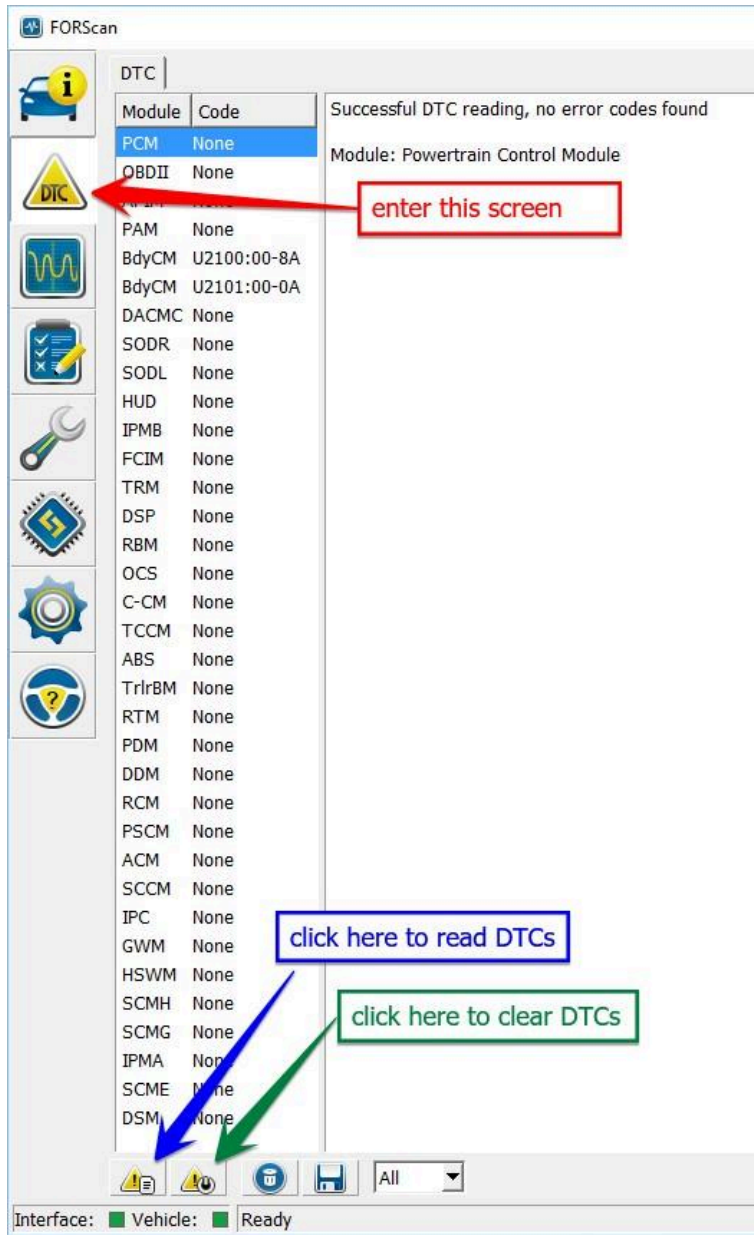 FORScan
DTC
Module Code
Successful DTC reading, no error codes found
Module: Powertrain Control Module
PCM None
OBDII None
PAM None
BdyCM U2100:00-8A
BdyCM U2101:00-0A
DACMC None
SODR None
SODL None
HUD None
IPMB None
FCIM None
TRM None
DSP None
RBM None
OCS None
C-CM None
TCCM None
ABS None
TrlrBM None
RTM None
PDM None
DDM None
RCM None
PSCM None
ACM None
SCCM None
IPC None
GWM None
HSWM None
SCMH None
SCMG None
IPMA None
SCME None
DSM None
DTC
enter this screen
click here to read DTCs
click here to clear DTCs
All
Interface: Vehicle: Ready